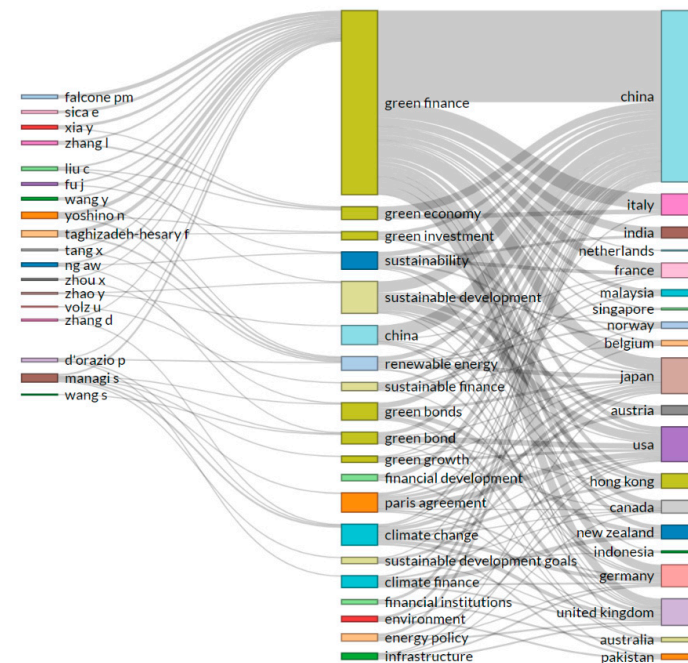 falcone pm
sica e
xia y
zhang l
liu c
fu j
wang y
yoshino n
taghizadeh-hesary f
tang x
ng aw
zhou x
zhao y
volz u
zhang d
d'orazio p
managi s
wang s
green finance
green economy
green investment
sustainability
sustainable development
china
renewable energy
sustainable finance
green bonds
green bond
green growth
financial development
paris agreement
climate change
sustainable development goals
climate finance
financial institutions
environment
energy policy
infrastructure
china
italy
india
netherlands
france
malaysia
singapore
norway
belgium
japan
austria
usa
hong kong
canada
new zealand
indonesia
germany
united kingdom
australia
pakistan